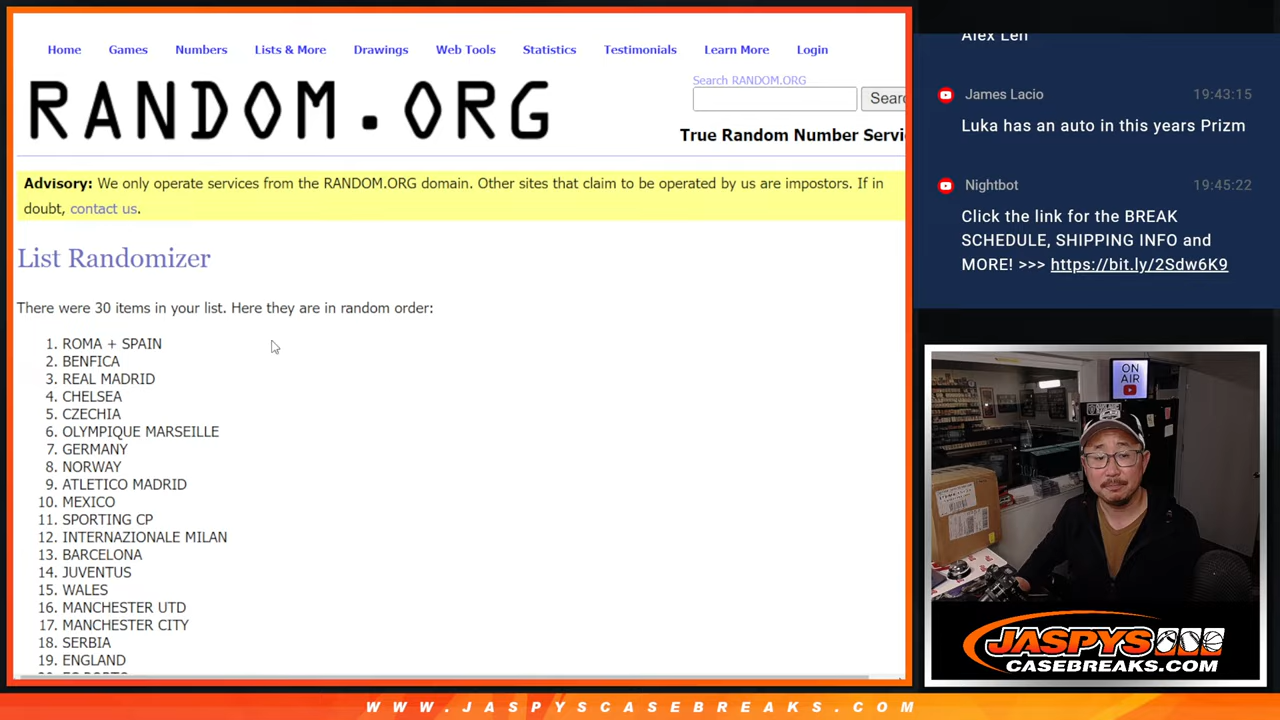 Home Games Numbers Lists & More Drawings Web Tools Statistics Testimonials Learn More Login
RANDOM.ORG
Search RANDOM.ORG
Searc
True Random Number Servi
Advisory: We only operate services from the RANDOM.ORG domain. Other sites that claim to be operated by us are impostors. If in
doubt, contact us.
List Randomizer
There were 30 items in your list. Here they are in random order:
1. ROMA + SPAIN
2. BENFICA
3. REAL MADRID
4. CHELSEA
5. CZECHIA
6. OLYMPIQUE MARSEILLE
7. GERMANY
8. NORWAY
9. ATLETICO MADRID
10. MEXICO
11. SPORTING CP
12. INTERNAZIONALE MILAN
13. BARCELONA
14. JUVENTUS
15. WALES
16. MANCHESTER UTD
17. MANCHESTER CITY
18. SERBIA
19. ENGLAND
Alex Len
James Lacio 19:43:15
Luka has an auto in this years Prizm
Nightbot 19:45:22
Click the link for the BREAK
SCHEDULE, SHIPPING INFO and
MORE! >>> https://bit.ly/2Sdw6K9
ON
AIR
JASPYS
CASEBREAKS.COM
WWW.JASPYSCASEBREAKS.COM